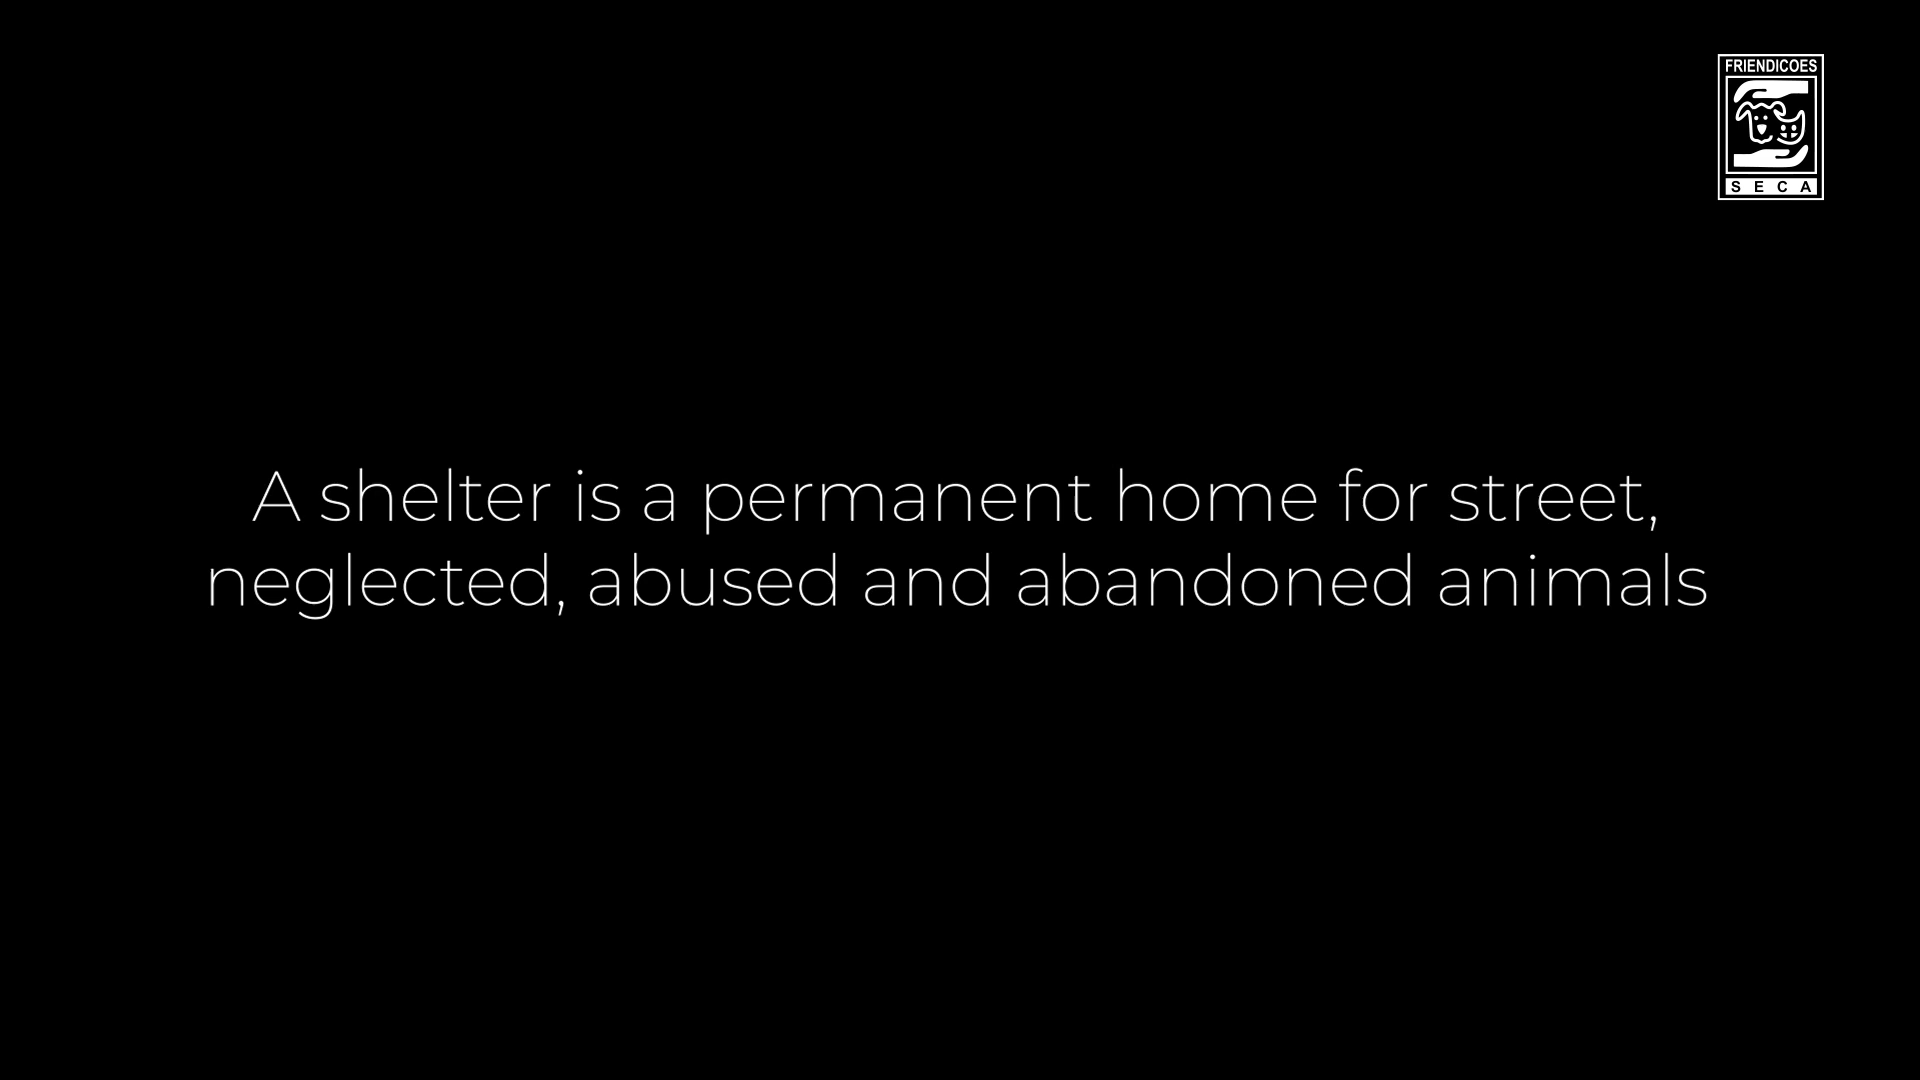 FRIENDICOES
SECA
A shelter is a permanent home for street,
neglected, abused and abandoned animals